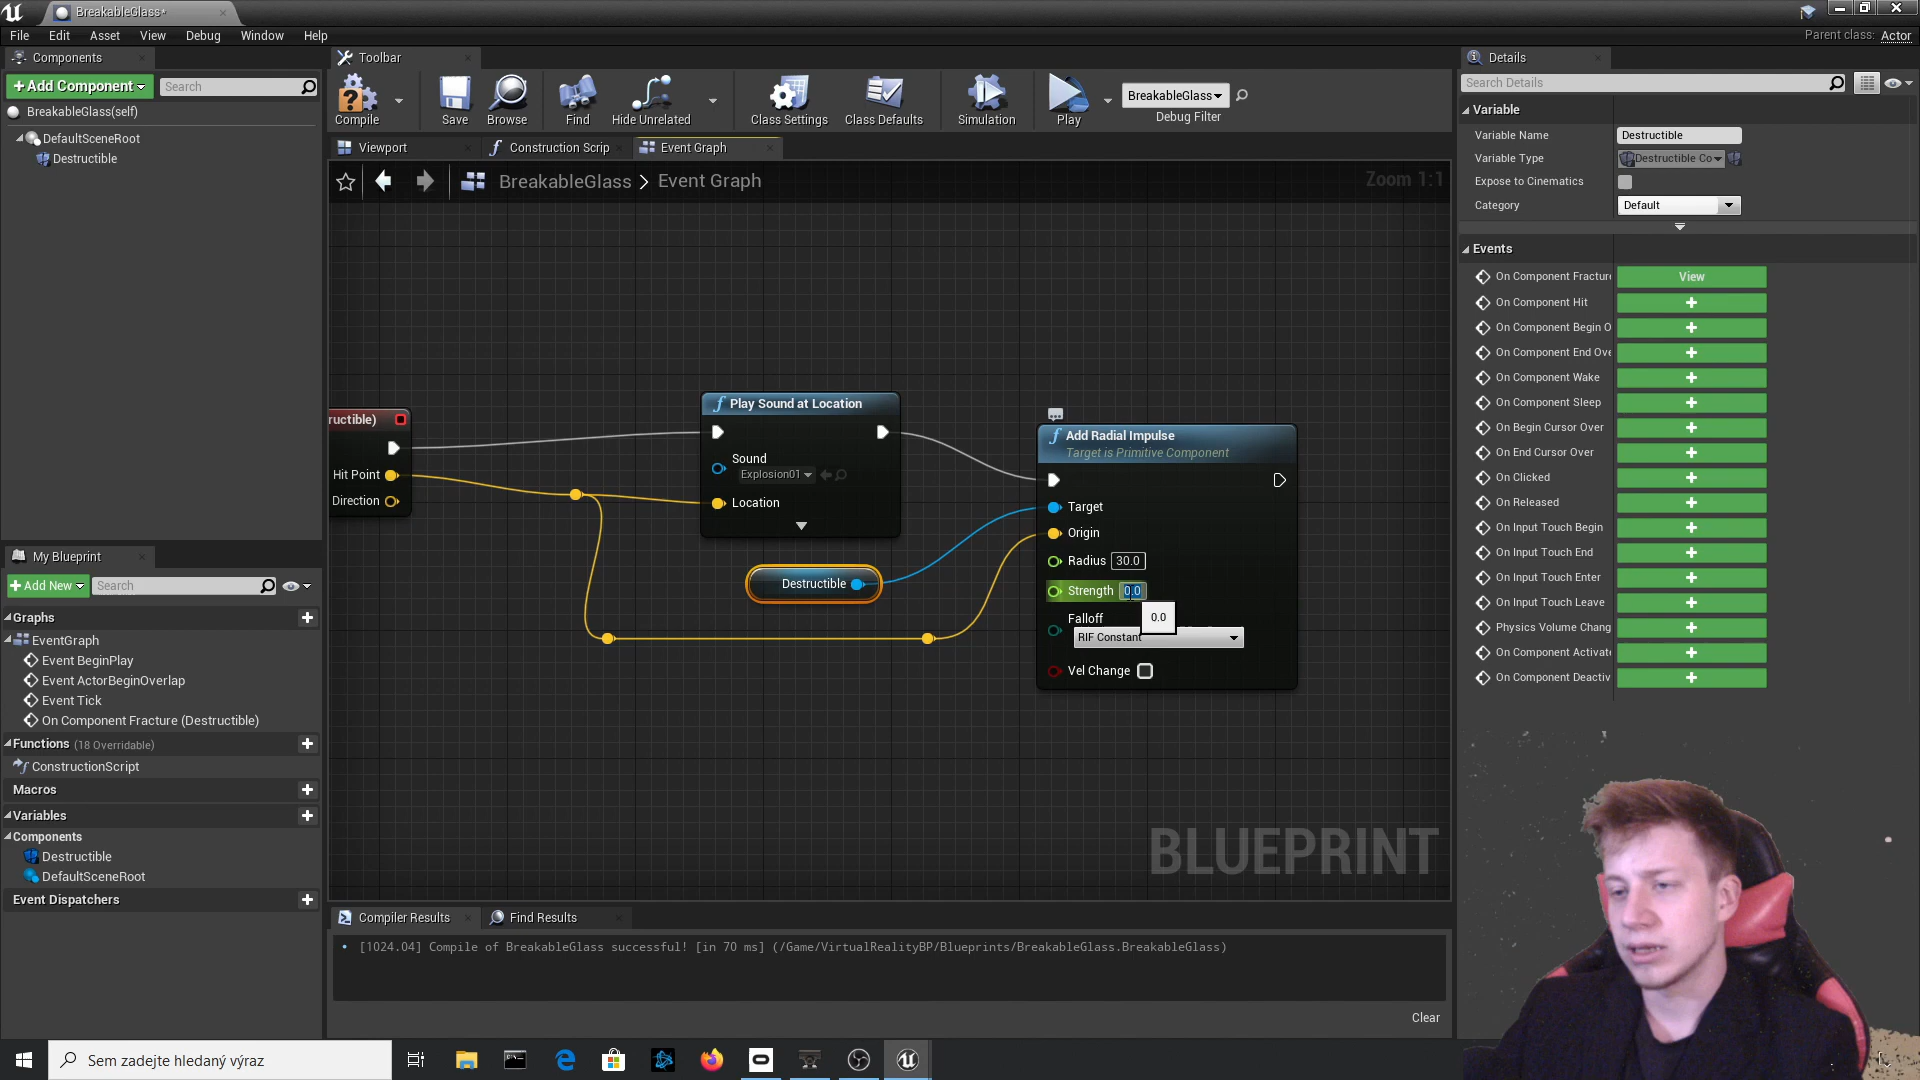 BreakableGlass*
File Edit Asset View Debug Window Help
Parent class: Actor
Components
Add Component
Search
BreakableGlass(self)
DefaultSceneRoot
Destructible
Toolbar
Compile
Save
Browse
Find
Hide Unrelated
Class Settings
Class Defaults
Simulation
Play
BreakableGlass
Debug Filter
Viewport
Construction Scrip
Event Graph
BreakableGlass > Event Graph
Zoom 1:1
ructible)
Hit Point
Direction
Play Sound at Location
Sound
Explosion01
Location
Destructible
Add Radial Impulse
Target is Primitive Component
Target
Origin
Radius 30.0
Strength 0.0
0.0
Falloff
RIF Constant
Vel Change
BLUEPRINT
My Blueprint
Add New
Search
Graphs
EventGraph
Event BeginPlay
Event ActorBeginOverlap
Event Tick
On Component Fracture (Destructible)
Functions (18 Overridable)
ConstructionScript
Macros
Variables
Components
Destructible
DefaultSceneRoot
Event Dispatchers
Compiler Results
Find Results
[1024.04] Compile of BreakableGlass successful! [in 70 ms] (/Game/VirtualRealityBP/Blueprints/BreakableGlass.BreakableGlass)
Clear
Details
Search Details
Variable
Variable Name Destructible
Variable Type Destructible Co
Expose to Cinematics
Category Default
Events
On Component Fracture View
On Component Hit
On Component Begin O
On Component End Ove
On Component Wake
On Component Sleep
On Begin Cursor Over
On End Cursor Over
On Clicked
On Released
On Input Touch Begin
On Input Touch End
On Input Touch Enter
On Input Touch Leave
Physics Volume Chang
On Component Activat
On Component Deactiv
Sem zadejte hledaný výraz